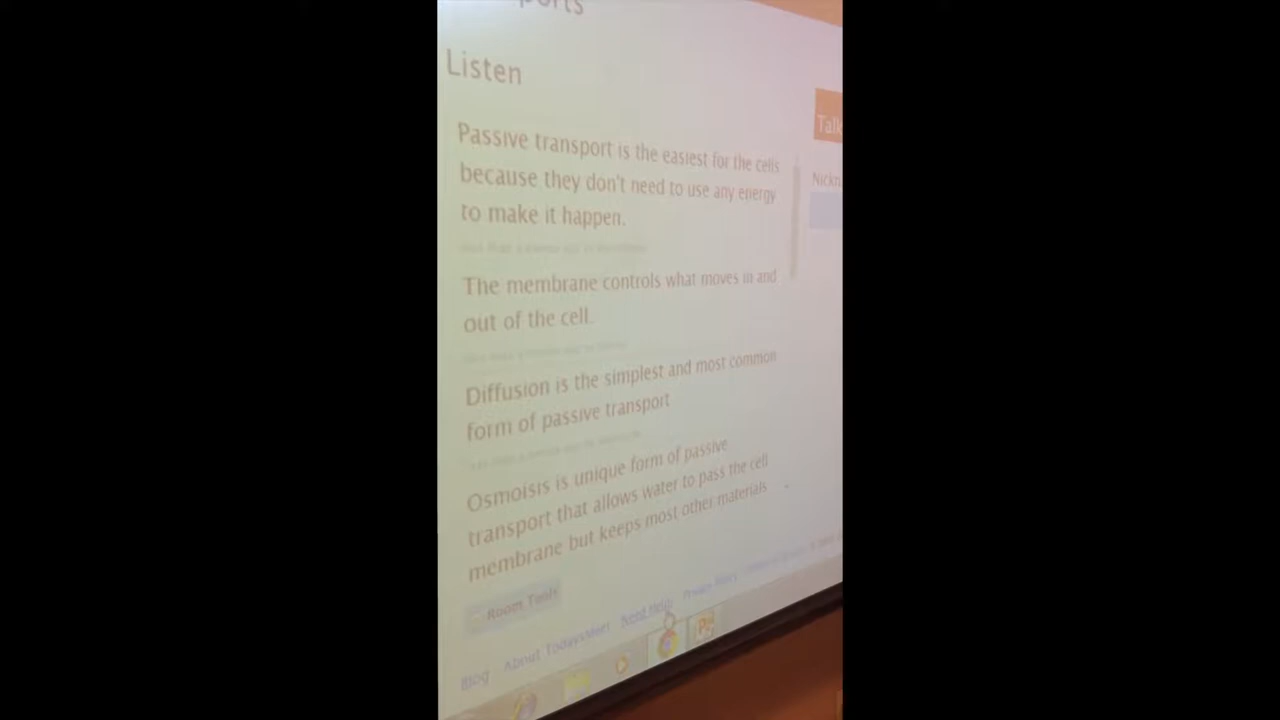 Listen
Passive transport is the easiest for the cells
because they don't need to use any energy
to make it happen.
The membrane controls what moves in and
out of the cell.
Diffusion is the simplest and most common
form of passive transport
Osmoisis is unique form of passive
transport that allows water to pass the cell
membrane but keeps most other materials
Room Tools
Blog About TodaysMeet Need Help Privacy Policy
Talk
Nickn